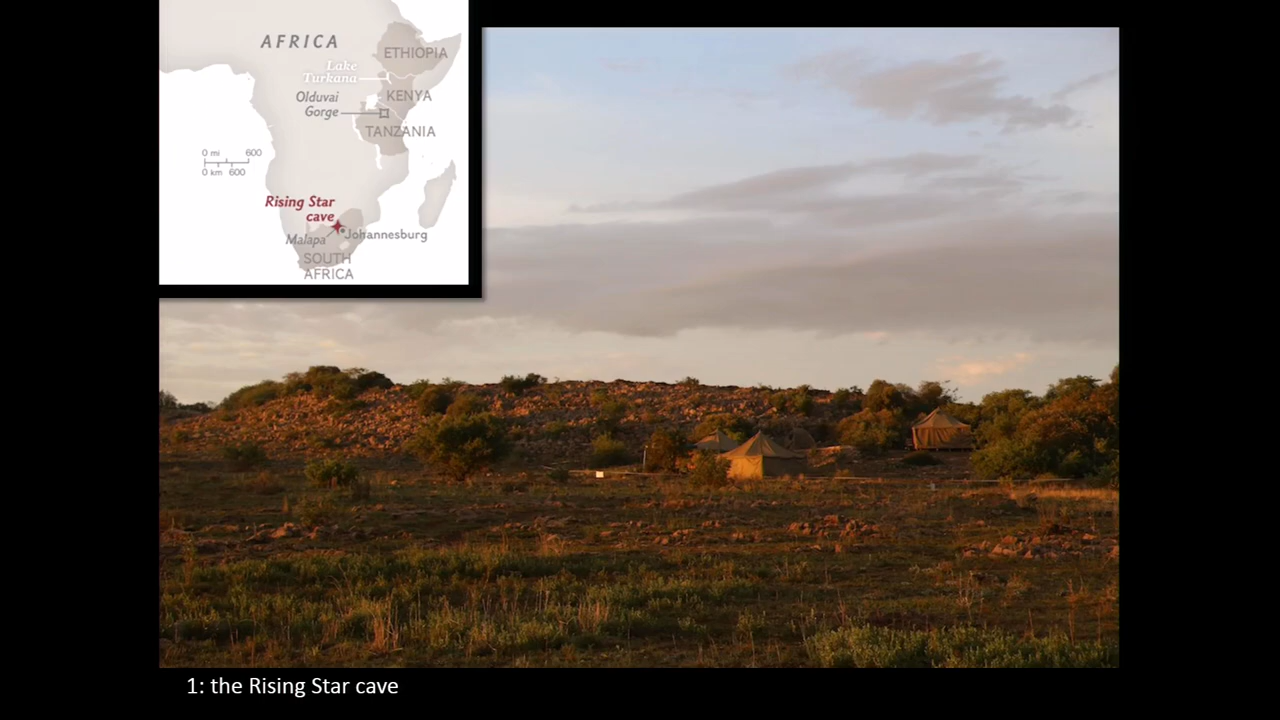 AFRICA
ETHIOPIA
Lake
Turkana
KENYA
Olduvai
Gorge
TANZANIA
0 mi 600
0 km 600
Rising Star
cave
Malapa
Johannesburg
SOUTH
AFRICA
1: the Rising Star cave